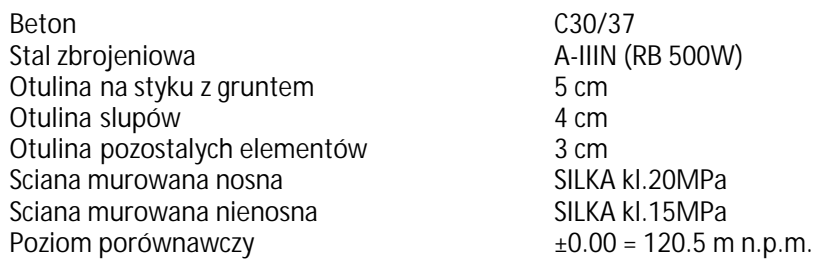 Beton C30/37
Stal zbrojeniowa A-IIIN (RB 500W)
Otulina na styku z gruntem 5 cm
Otulina slupów 4 cm
Otulina pozostalych elementów 3 cm
Sciana murowana nosna SILKA kl.20MPa
Sciana murowana nienosna SILKA kl.15MPa
Poziom porównawczy ±0.00 = 120.5 m n.p.m.